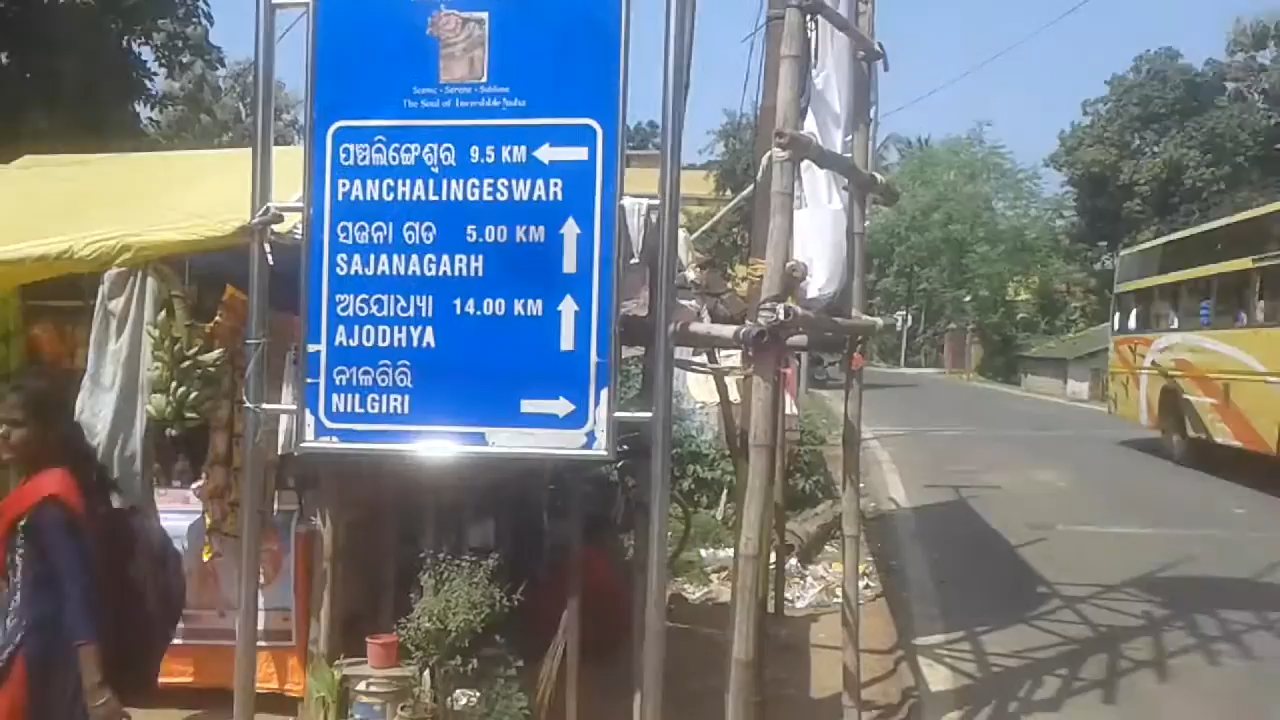 Scenic • Serene • Sublime
The Soul of Incredible India
ପଞ୍ଚଲିଙ୍ଗେଶ୍ୱର 9.5 KM
PANCHALINGESWAR
ସଜନା ଗଡ 5.00 KM
SAJANAGARH
ଅଯୋଧ୍ୟା 14.00 KM
AJODHYA
ନୀଳଗିରି
NILGIRI